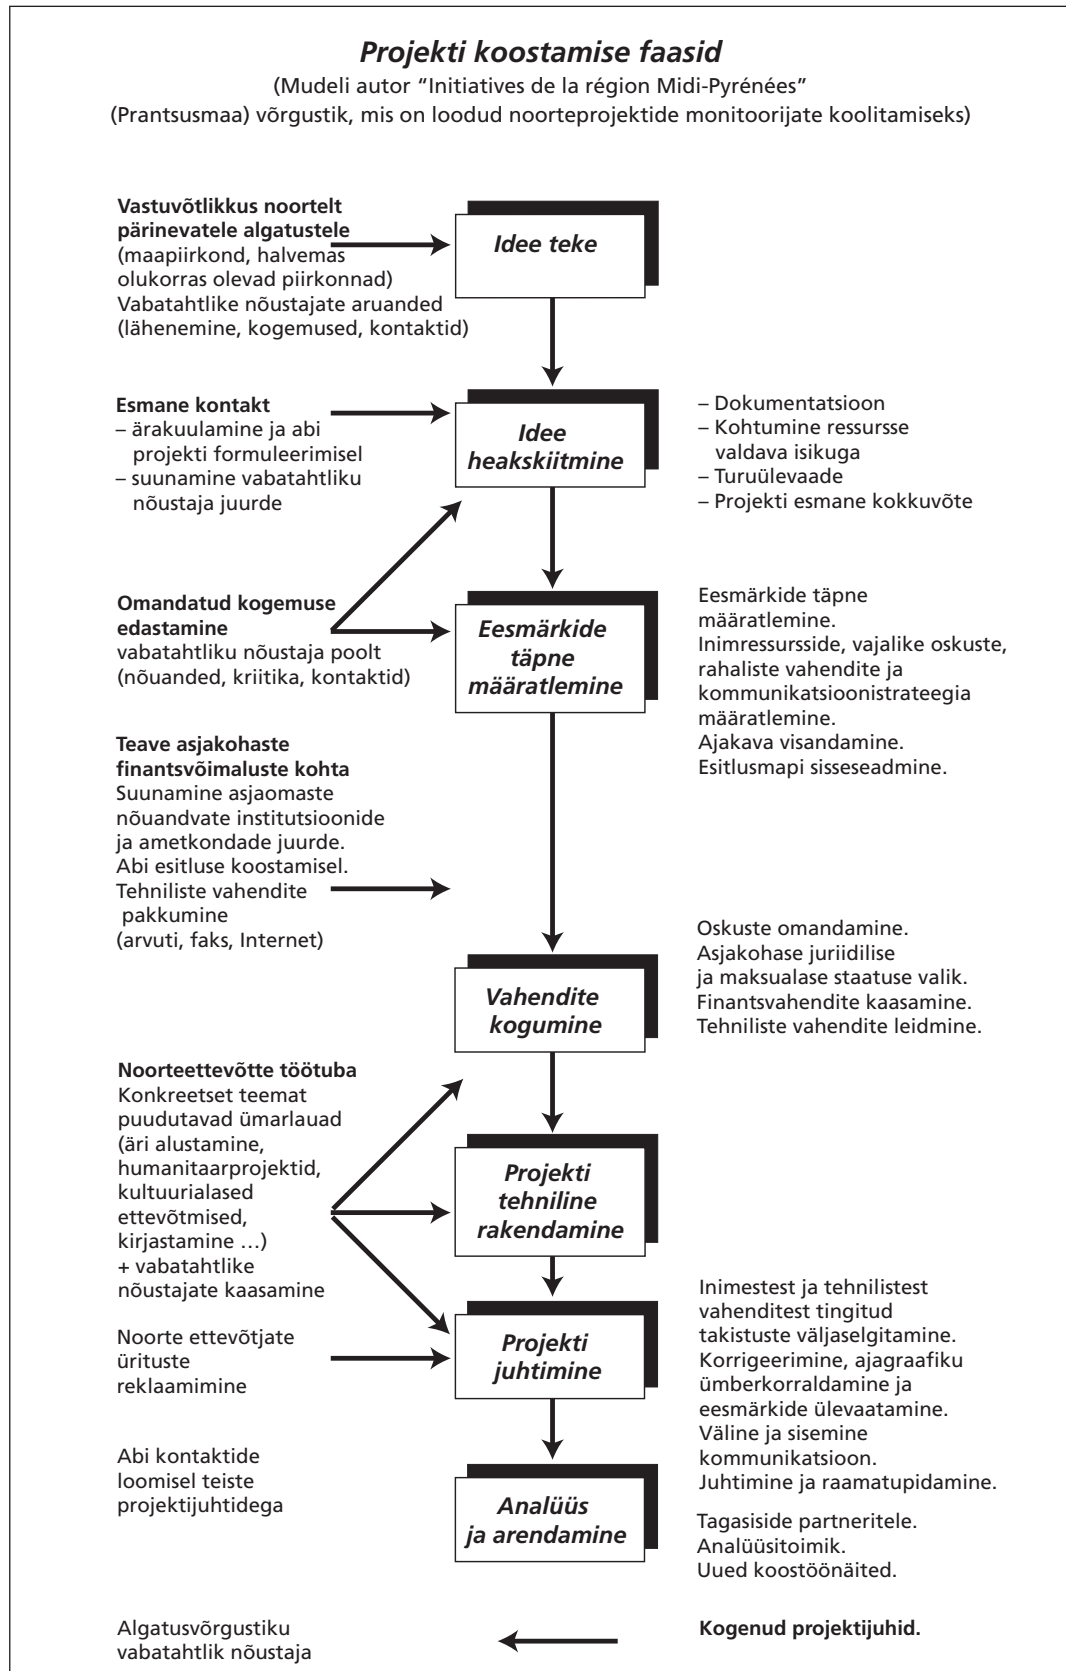 Projekti koostamise faasid
(Mudeli autor “Initiatives de la région Midi-Pyrénées”
(Prantsusmaa) võrgustik, mis on loodud noorteprojektide monitoorijate koolitamiseks)
Vastuvõtlikkus noortelt
pärinevatele algatustele
(maapiirkond, halvemas
olukorras olevad piirkonnad)
Vabatahtlike nõustajate aruanded
(lähenemine, kogemused, kontaktid)
Idee teke
Esmane kontakt
– ärakuulamine ja abi
projekti formuleerimisel
– suunamine vabatahtliku
nõustaja juurde
Idee
heakskiitmine
– Dokumentatsioon
– Kohtumine ressursse
valdava isikuga
– Turuülevaade
– Projekti esmane kokkuvõte
Omandatud kogemuse
edastamine
vabatahtliku nõustaja poolt
(nõuanded, kriitika, kontaktid)
Eesmärkide
täpne
määratlemine
Eesmärkide täpne
määratlemine.
Inimressursside, vajalike oskuste,
rahaliste vahendite ja
kommunikatsioonistrateegia
määratlemine.
Ajakava visandamine.
Esitlusmapi sisseseadmine.
Teave asjakohaste
finantsvõimaluste kohta
Suunamine asjaomaste
nõuandvate institutsioonide
ja ametkondade juurde.
Abi esitluse koostamisel.
Tehniliste vahendite
pakkumine
(arvuti, faks, Internet)
Vahendite
kogumine
Oskuste omandamine.
Asjakohase juriidilise
ja maksualase staatuse valik.
Finantsvahendite kaasamine.
Tehniliste vahendite leidmine.
Noorteettevõtte töötuba
Konkreetset teemat
puudutavad ümarlauad
(äri alustamine,
humanitaarprojektid,
kultuurialased
ettevõtmised,
kirjastamine …)
+ vabatahtlike
nõustajate kaasamine
Projekti
tehniline
rakendamine
Noorte ettevõtjate
ürituste
reklaamimine
Projekti
juhtimine
Inimestest ja tehnilistest
vahenditest tingitud
takistuste väljaselgitamine.
Korrigeerimine, ajagraafiku
ümberkorraldamine ja
eesmärkide ülevaatamine.
Väline ja sisemine
kommunikatsioon.
Juhtimine ja raamatupidamine.
Abi kontaktide
loomisel teiste
projektijuhtidega
Analüüs
ja arendamine
Tagasiside partneritele.
Analüüsitoimik.
Uued koostöönäited.
Algatusvõrgustiku
vabatahtlik nõustaja
Kogenud projektijuhid.